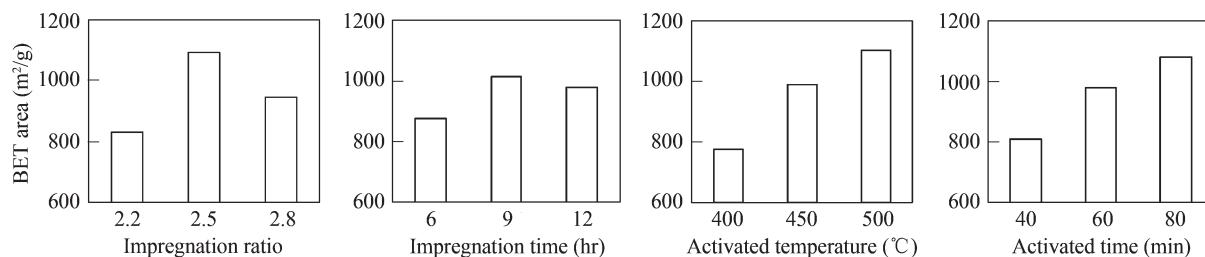 BET area (m²/g)
1200
1000
800
600
2.2 2.5 2.8
Impregnation ratio
1200
1000
800
600
6 9 12
Impregnation time (hr)
1200
1000
800
600
400 450 500
Activated temperature (℃)
1200
1000
800
600
40 60 80
Activated time (min)